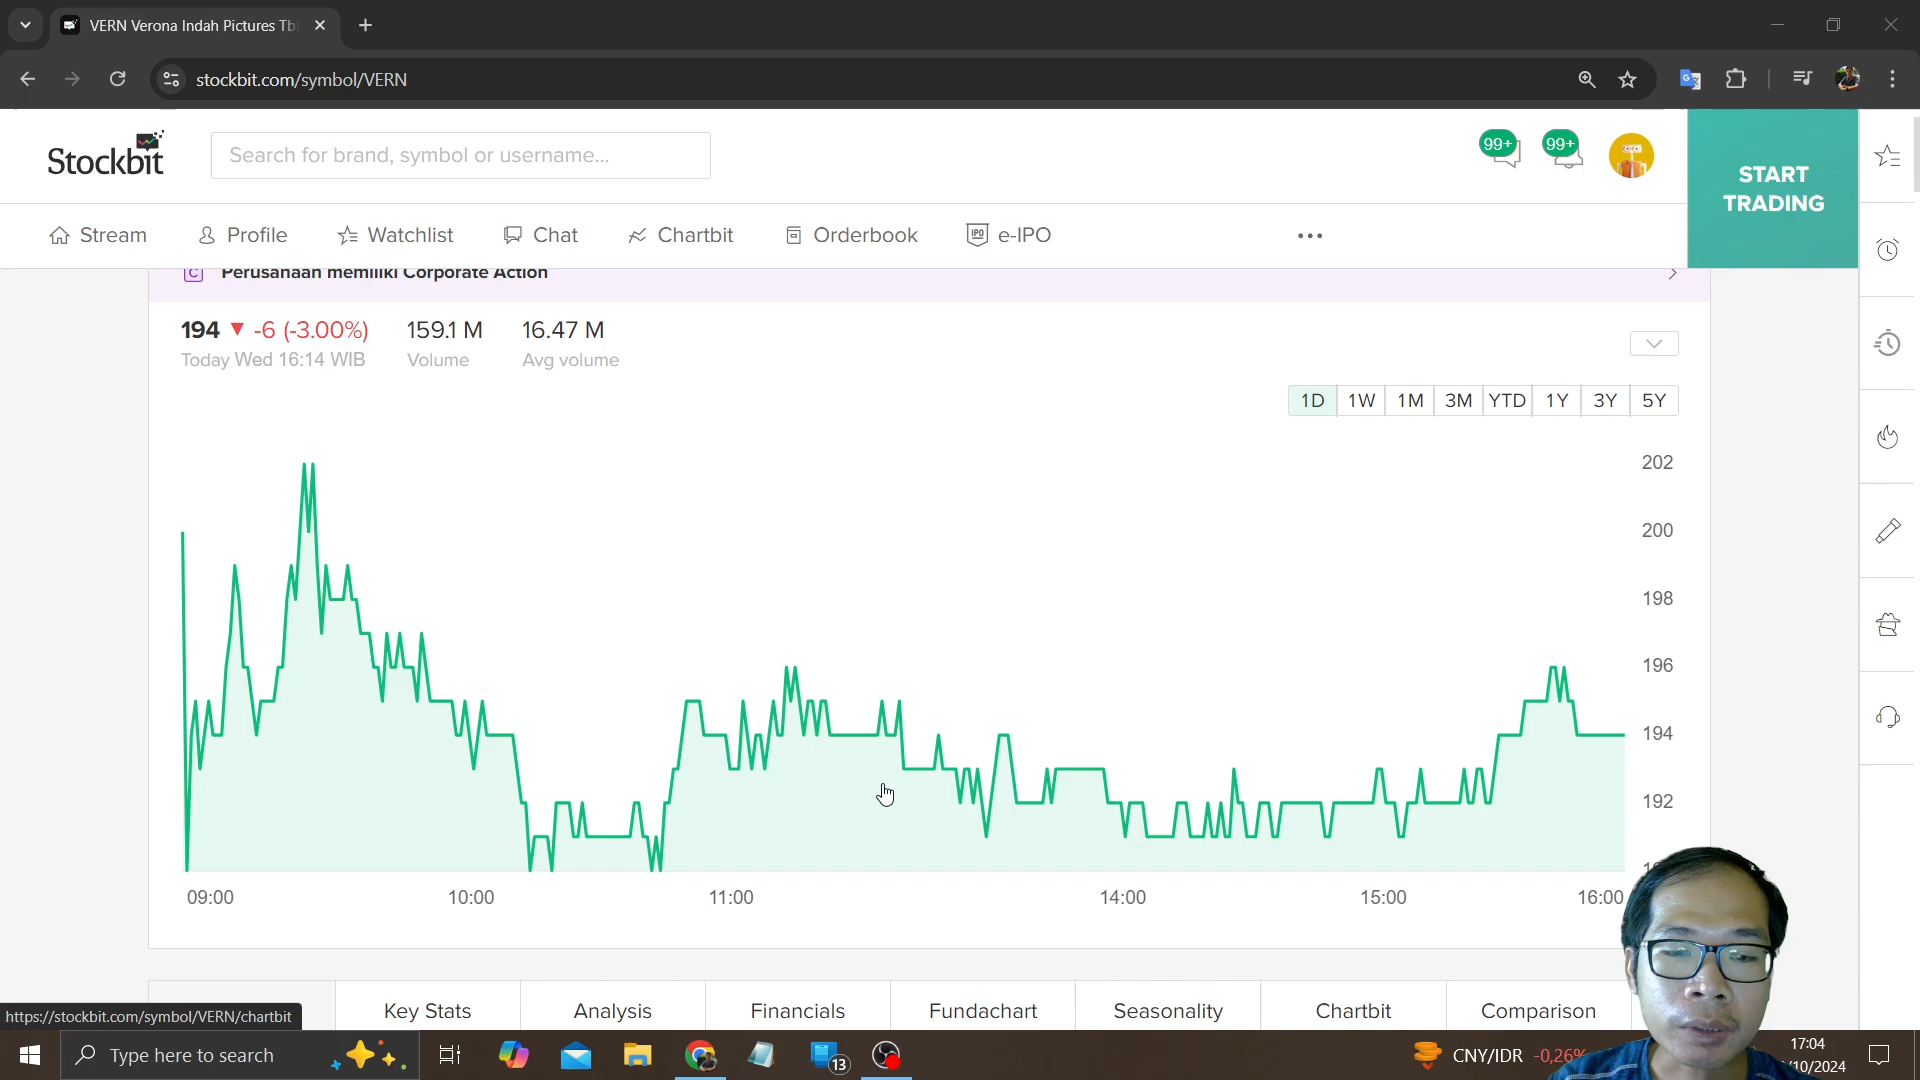 VERN Verona Indah Pictures Tb
stockbit.com/symbol/VERN
Stockbit
Search for brand, symbol or username...
99+
99+
START
TRADING
Stream
Profile
Watchlist
Chat
Chartbit
Orderbook
IPO
e-IPO
C
Perusahaan memiliki Corporate Action
194 ▼ -6 (-3.00%)
159.1 M
16.47 M
Today Wed 16:14 WIB
Volume
Avg volume
1D
1W
1M
3M
YTD
1Y
3Y
5Y
202
200
198
196
194
192
09:00
10:00
11:00
14:00
15:00
16:00
Key Stats
Analysis
Financials
Fundachart
Seasonality
Chartbit
Comparison
https://stockbit.com/symbol/VERN/chartbit
Type here to search
13
CNY/IDR
-0,26%
17:04
/10/2024